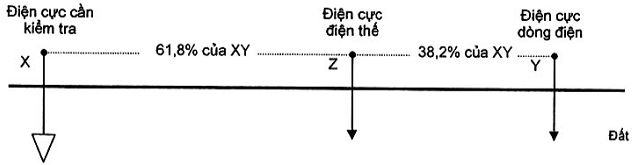 Điện cực cần
kiểm tra
Điện cực
điện thế
Điện cực
dòng điện
X
61,8% của XY
Z
38,2% của XY
Y
Đất